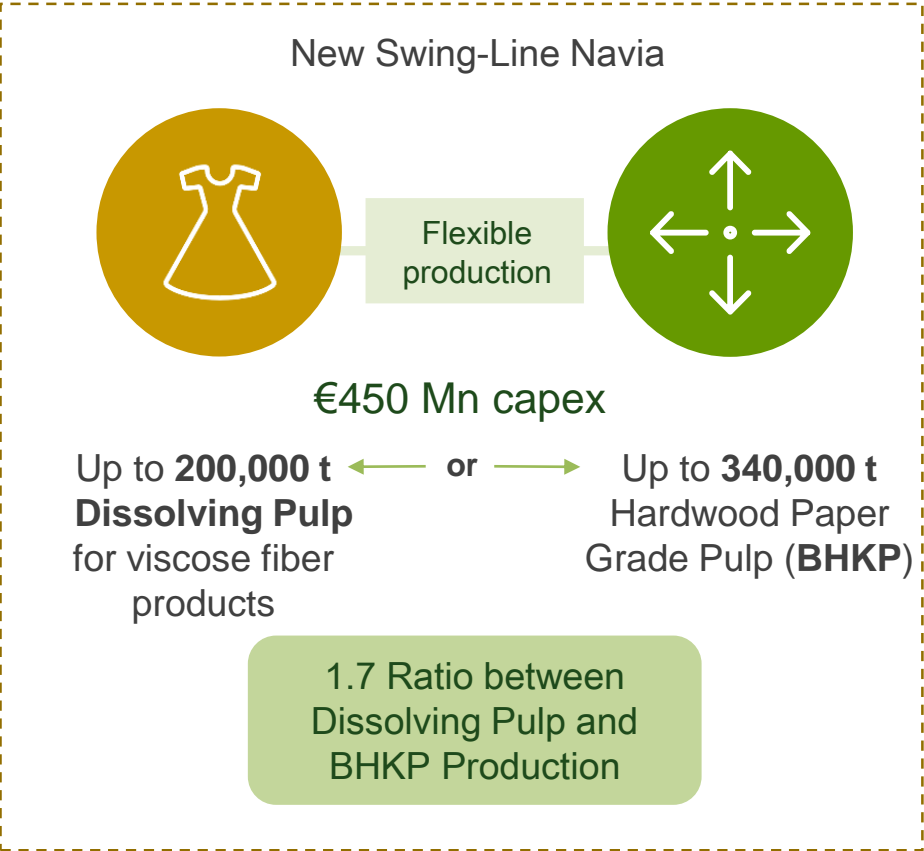 New Swing-Line Navia
Flexible
production
€450 Mn capex
Up to 200,000 t
Dissolving Pulp
for viscose fiber
products
or
Up to 340,000 t
Hardwood Paper
Grade Pulp (BHKP)
1.7 Ratio between
Dissolving Pulp and
BHKP Production